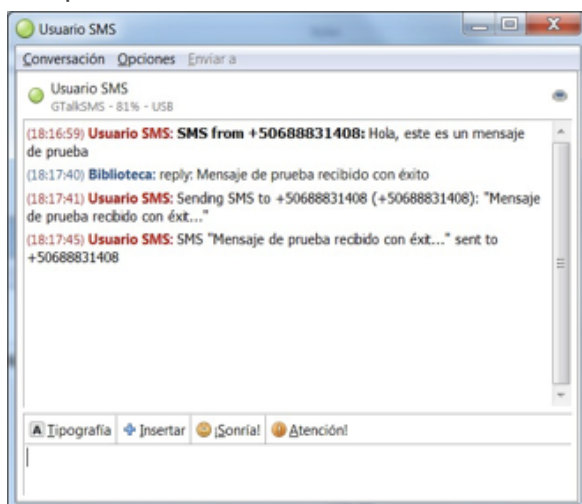 Usuario SMS
Conversación Opciones Enviar a
Usuario SMS
GTalkSMS - 81% - USB
(18:16:59) Usuario SMS: SMS from +50688831408: Hola, este es un mensaje
de prueba
(18:17:40) Biblioteca: reply: Mensaje de prueba recibido con éxito
(18:17:41) Usuario SMS: Sending SMS to +50688831408 (+50688831408): "Mensaje
de prueba recibido con éxit..."
(18:17:45) Usuario SMS: SMS "Mensaje de prueba recibido con éxit..." sent to
+50688831408
A Tipografía Insertar ¡Sonría! ¡Atención!